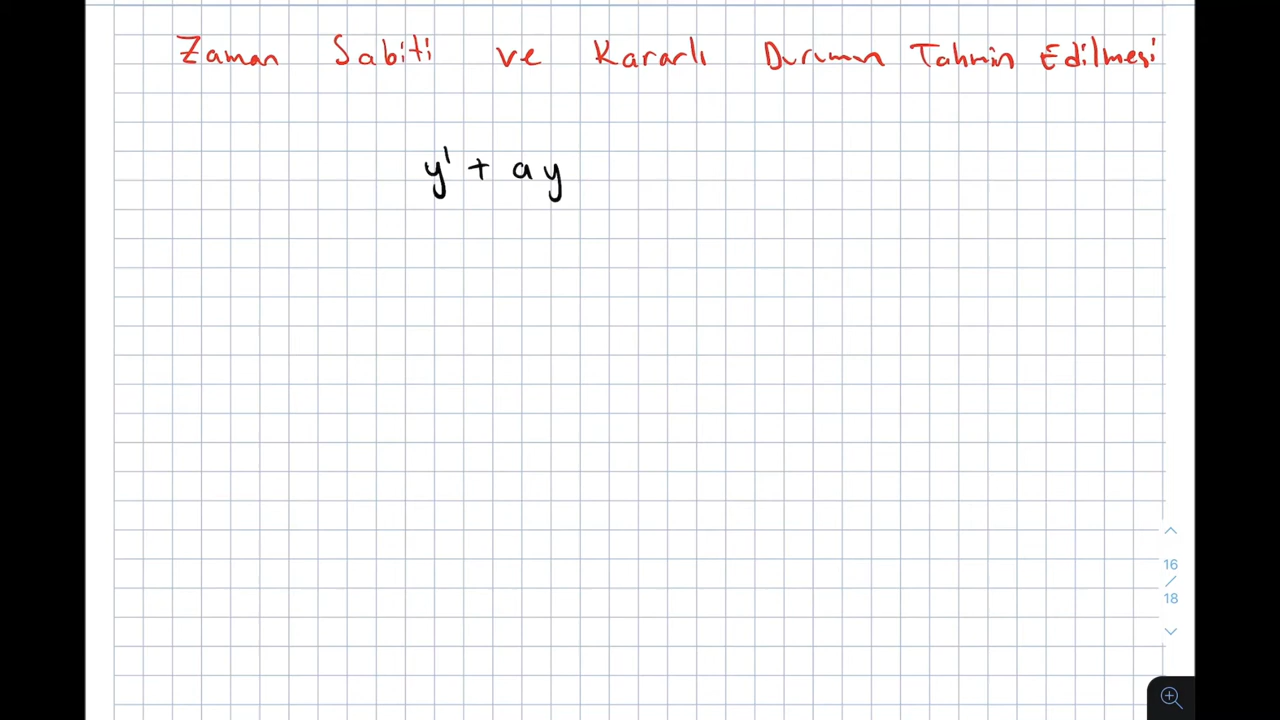 Zaman Sabiti ve Kararlı Durumun Tahmin Edilmesi
y' + ay
16
/
18